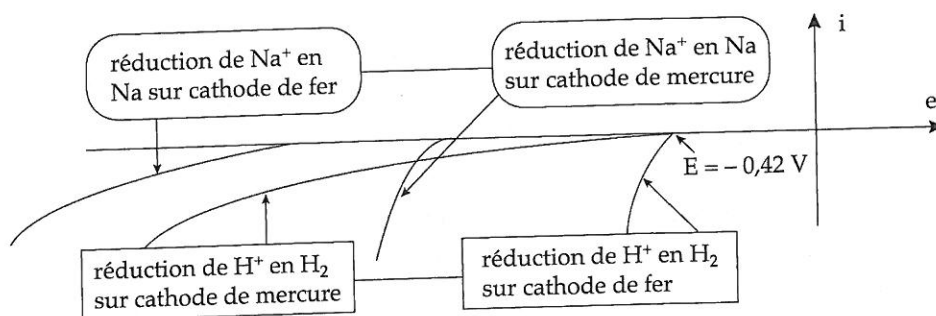 réduction de Na⁺ en
Na sur cathode de fer
réduction de Na⁺ en Na
sur cathode de mercure
i
e
E = – 0,42 V
réduction de H⁺ en H₂
sur cathode de mercure
réduction de H⁺ en H₂
sur cathode de fer